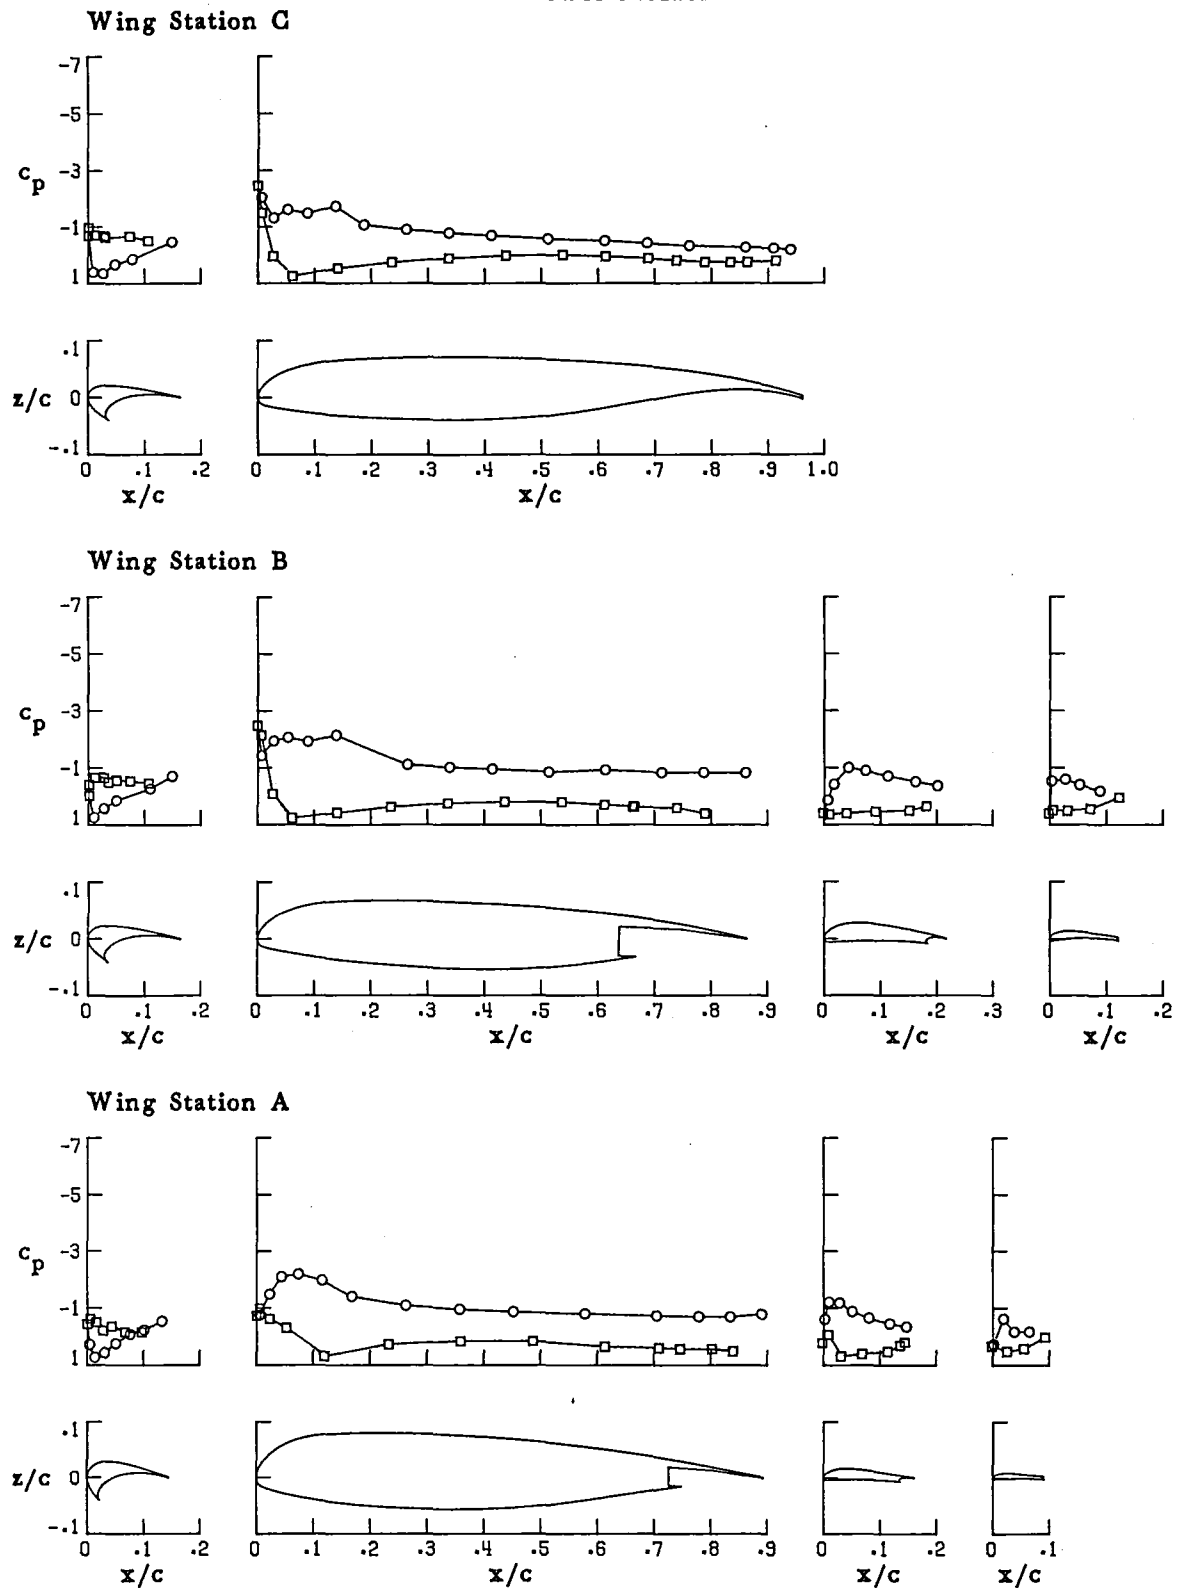 Wing Station C
-7
-5
-3
-1
1
c_p
.1
0
-.1
z/c
0 .1 .2
x/c
0 .1 .2 .3 .4 .5 .6 .7 .8 .9 1.0
x/c
Wing Station B
-7
-5
-3
-1
1
c_p
.1
0
-.1
z/c
0 .1 .2
x/c
0 .1 .2 .3 .4 .5 .6 .7 .8 .9
x/c
0 .1 .2 .3
x/c
0 .1 .2
x/c
Wing Station A
-7
-5
-3
-1
1
c_p
.1
0
-.1
z/c
0 .1 .2
x/c
0 .1 .2 .3 .4 .5 .6 .7 .8 .9
x/c
0 .1 .2
x/c
0 .1
x/c